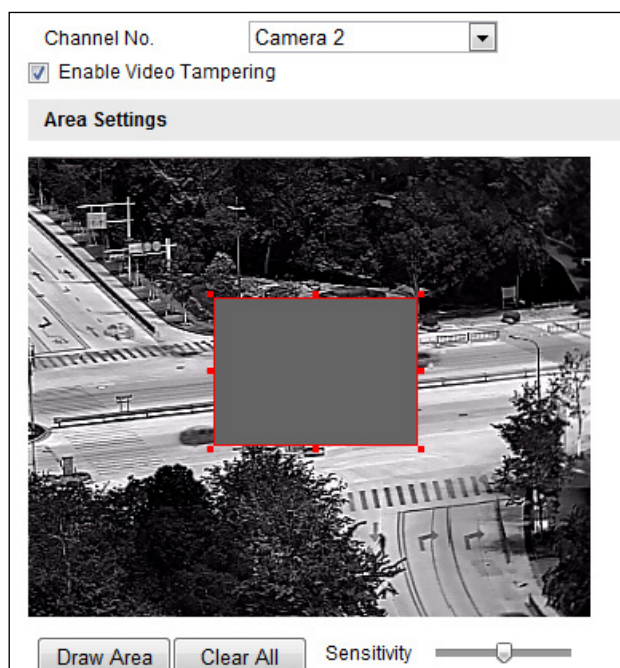 Channel No. Camera 2
Enable Video Tampering
Area Settings
Draw Area Clear All Sensitivity